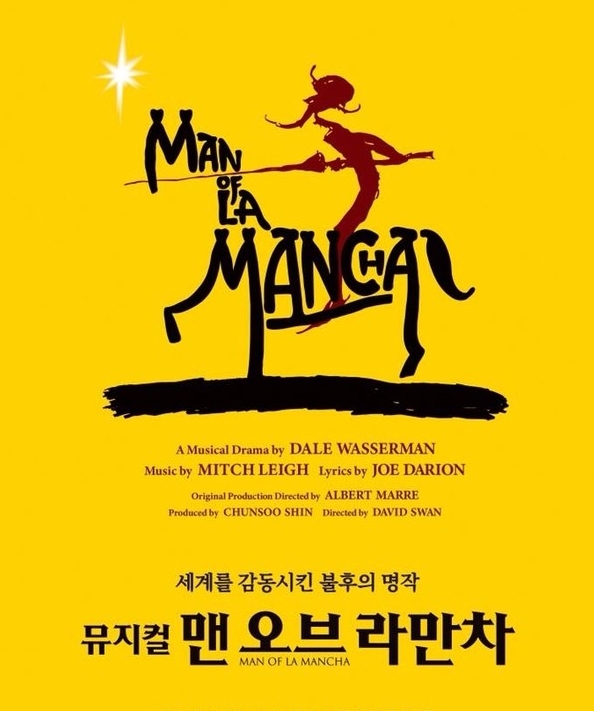 MAN
OF
LA
MANCHA
A Musical Drama by DALE WASSERMAN
Music by MITCH LEIGH Lyrics by JOE DARION
Original Production Directed by ALBERT MARRE
Produced by CHUNSOO SHIN Directed by DAVID SWAN
세계를 감동시킨 불후의 명작
뮤지컬 맨 오브 라만차
MAN OF LA MANCHA